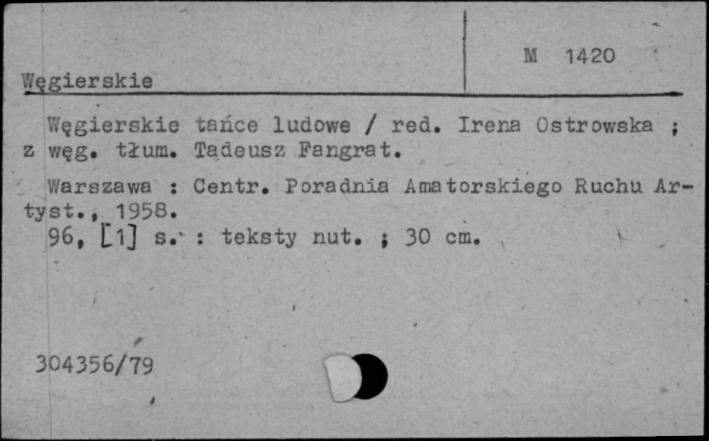 M 1420
Węgierskie
Węgierskie tańce ludowe / red. Irena Ostrowska ;
z węg. tłum. Tadeusz Fangrat.
Warszawa : Centr. Poradnia Amatorskiego Ruchu Ar-
tyst., 1958.
96, [1] s. : teksty nut. ; 30 cm.
304356/79